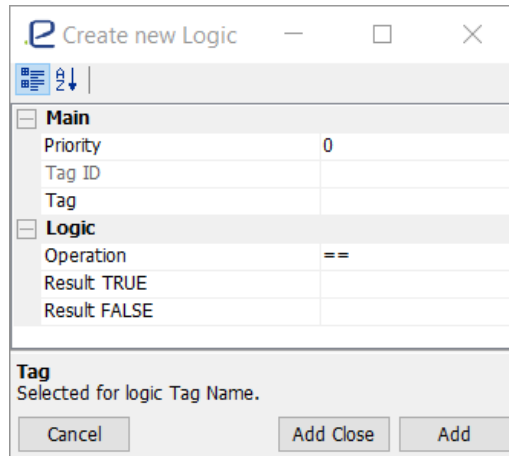 Create new Logic
Main
Priority 0
Tag ID
Tag
Logic
Operation ==
Result TRUE
Result FALSE
Tag
Selected for logic Tag Name.
Cancel Add Close Add